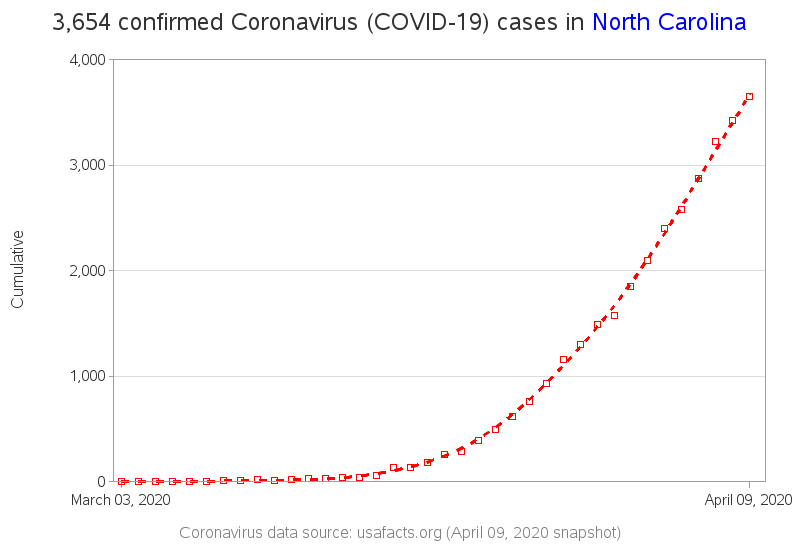 3,654 confirmed Coronavirus (COVID-19) cases in North Carolina
4,000
3,000
Cumulative
2,000
1,000
0
March 03, 2020
April 09, 2020
Coronavirus data source: usafacts.org (April 09, 2020 snapshot)